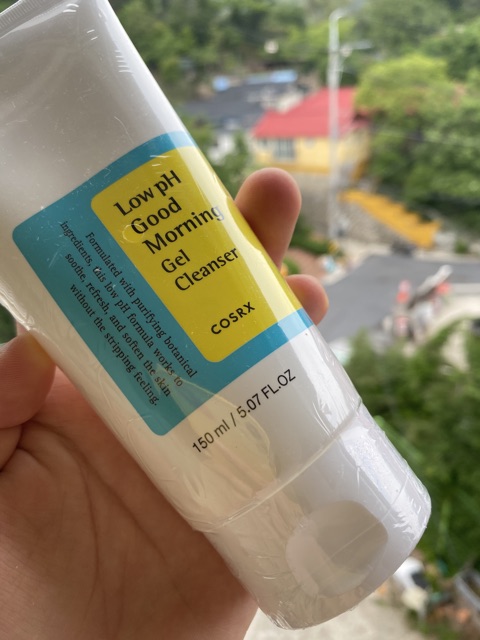 Low pH
Good
Morning
Gel
Cleanser
COSRX
Formulated with purifying botanical
ingredients, this low pH formula works to
soothe, refresh, and soften the skin
without the stripping feeling.
150 ml / 5.07 FL.OZ